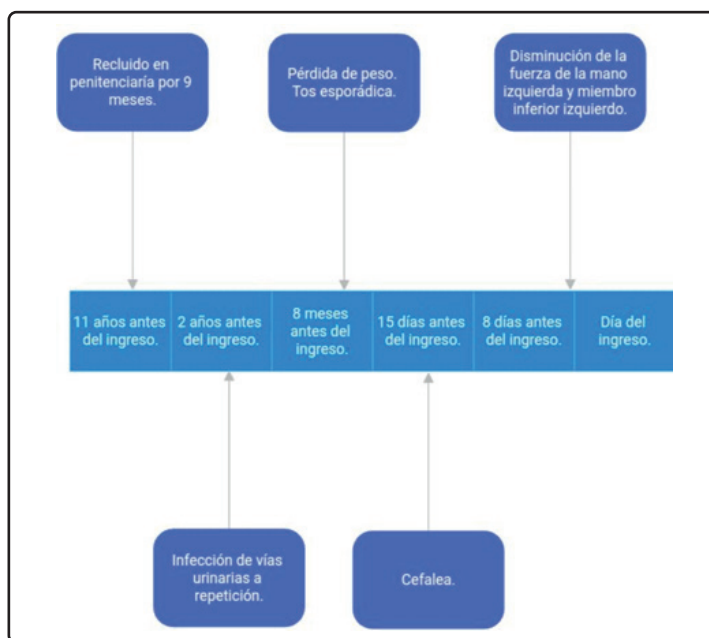 Recluido en
penitenciaría por 9
meses.
Pérdida de peso.
Tos esporádica.
Disminución de la
fuerza de la mano
izquierda y miembro
inferior izquierdo.
11 años antes
del ingreso.
2 años antes
del ingreso.
8 meses
antes del
ingreso.
15 días antes
del ingreso.
8 días antes
del ingreso.
Día del
ingreso.
Infección de vías
urinarias a
repetición.
Cefalea.